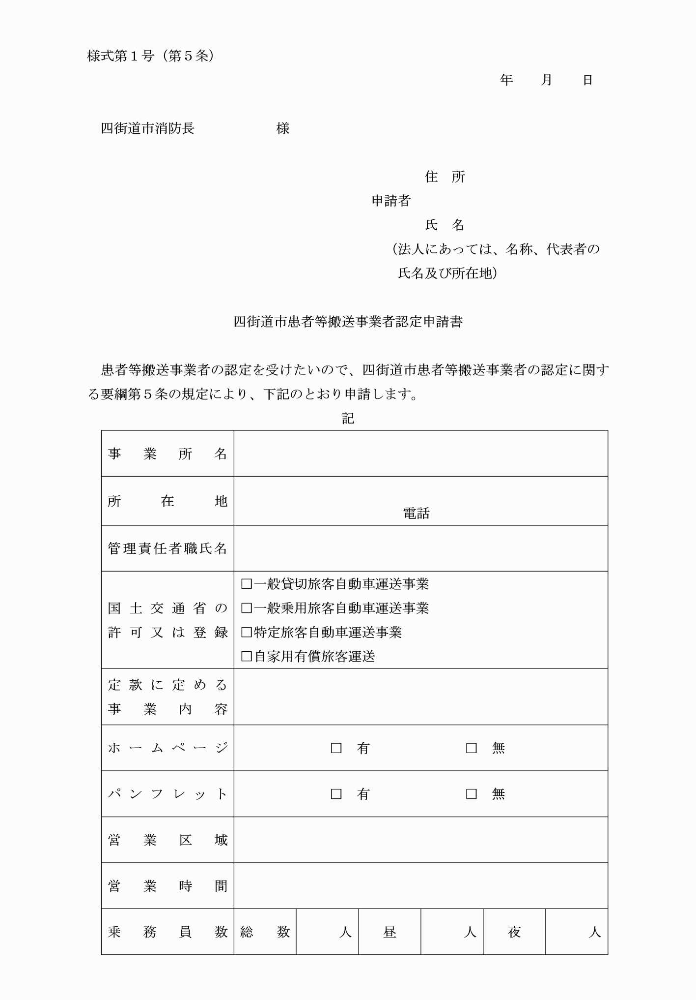 様式第１号（第５条）
年　　月　　日
四街道市消防長　　　　　　様
住　所
申請者
氏　名
（法人にあっては、名称、代表者の
氏名及び所在地）
四街道市患者等搬送事業者認定申請書
患者等搬送事業者の認定を受けたいので、四街道市患者等搬送事業者の認定に関す
る要綱第５条の規定により、下記のとおり申請します。
記
事業所名
所在地
電話
管理責任者職氏名
国土交通省の
許可又は登録
□一般貸切旅客自動車運送事業
□一般乗用旅客自動車運送事業
□特定旅客自動車運送事業
□自家用有償旅客運送
定款に定める
事業内容
ホームページ　□　有　□　無
パンフレット　□　有　□　無
営業区域
営業時間
乗務員数　総数　人　昼　人　夜　人